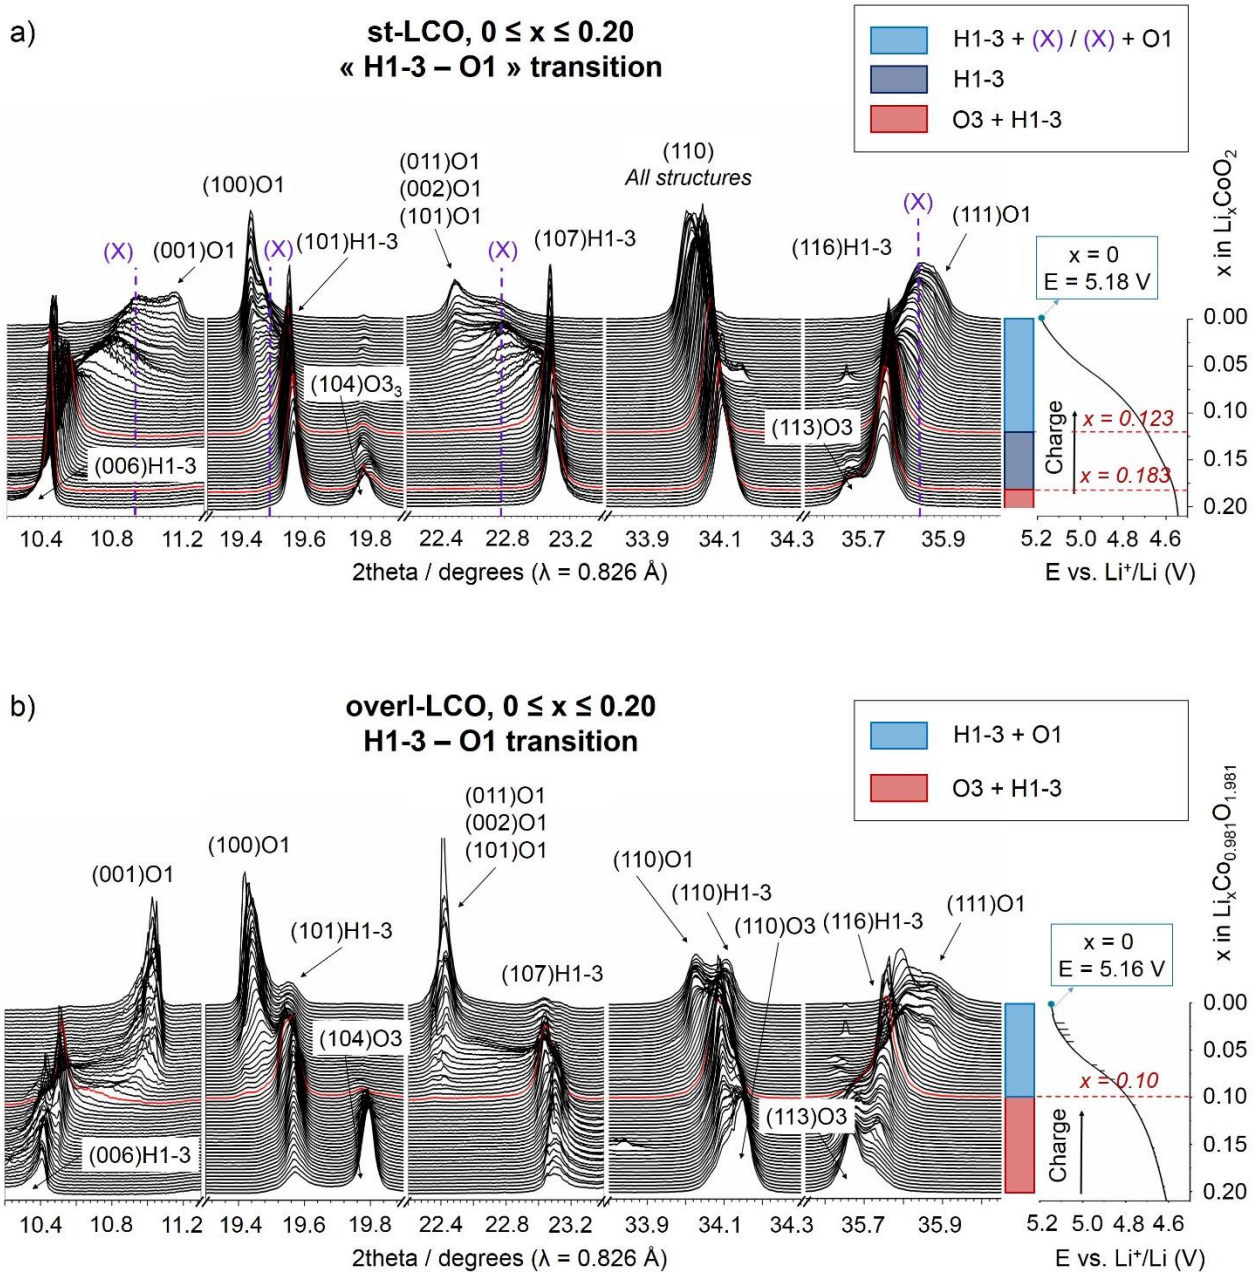 a)
st-LCO, 0 ≤ x ≤ 0.20
« H1-3 – O1 » transition
H1-3 + (X) / (X) + O1
H1-3
O3 + H1-3
(100)O1
(X)
(001)O1
(X)
(101)H1-3
(104)O3₃
(006)H1-3
(011)O1
(002)O1
(101)O1
(X)
(107)H1-3
(110)
All structures
(116)H1-3
(X)
(111)O1
(113)O3
x = 0
E = 5.18 V
x = 0.123
x = 0.183
Charge
x in LiₓCoO₂
0.00
0.05
0.10
0.15
0.20
10.4 10.8 11.2 19.4 19.6 19.8 22.4 22.8 23.2 33.9 34.1 34.3 35.7 35.9 5.2 5.0 4.8 4.6
2theta / degrees (λ = 0.826 Å)
E vs. Li⁺/Li (V)
b)
overl-LCO, 0 ≤ x ≤ 0.20
H1-3 – O1 transition
H1-3 + O1
O3 + H1-3
(001)O1
(100)O1
(101)H1-3
(104)O3
(006)H1-3
(011)O1
(002)O1
(101)O1
(107)H1-3
(110)O1
(110)H1-3
(110)O3
(116)H1-3
(111)O1
(113)O3
x = 0
E = 5.16 V
x = 0.10
Charge
x in LiₓCo₀.₉₈₁O₁.₉₈₁
0.00
0.05
0.10
0.15
0.20
10.4 10.8 11.2 19.4 19.6 19.8 22.4 22.8 23.2 33.9 34.1 34.3 35.7 35.9 5.2 5.0 4.8 4.6
2theta / degrees (λ = 0.826 Å)
E vs. Li⁺/Li (V)